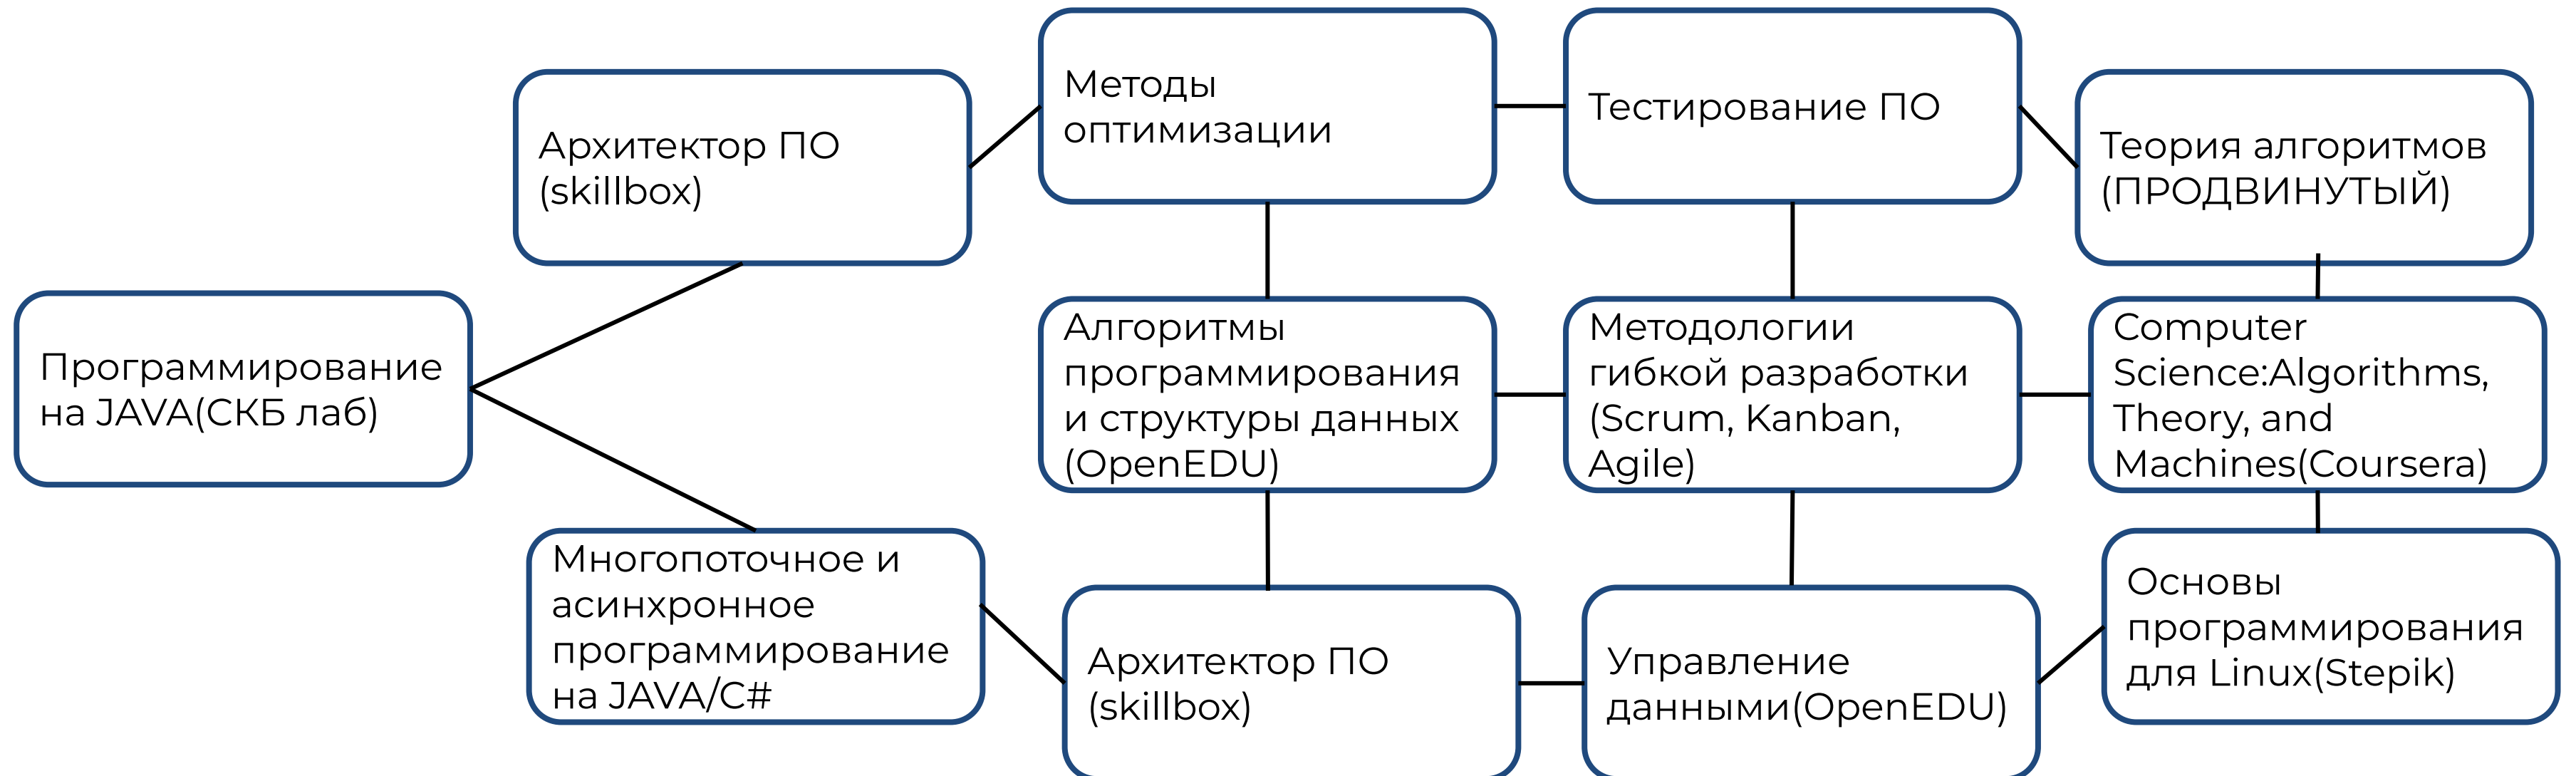 Программирование
на JAVA(СКБ лаб)
Архитектор ПО
(skillbox)
Многопоточное и
асинхронное
программирование
на JAVA/C#
Методы
оптимизации
Алгоритмы
программирования
и структуры данных
(OpenEDU)
Архитектор ПО
(skillbox)
Тестирование ПО
Методологии
гибкой разработки
(Scrum, Kanban,
Agile)
Управление
данными(OpenEDU)
Теория алгоритмов
(ПРОДВИНУТЫЙ)
Computer
Science:Algorithms,
Theory, and
Machines(Coursera)
Основы
программирования
для Linux(Stepik)